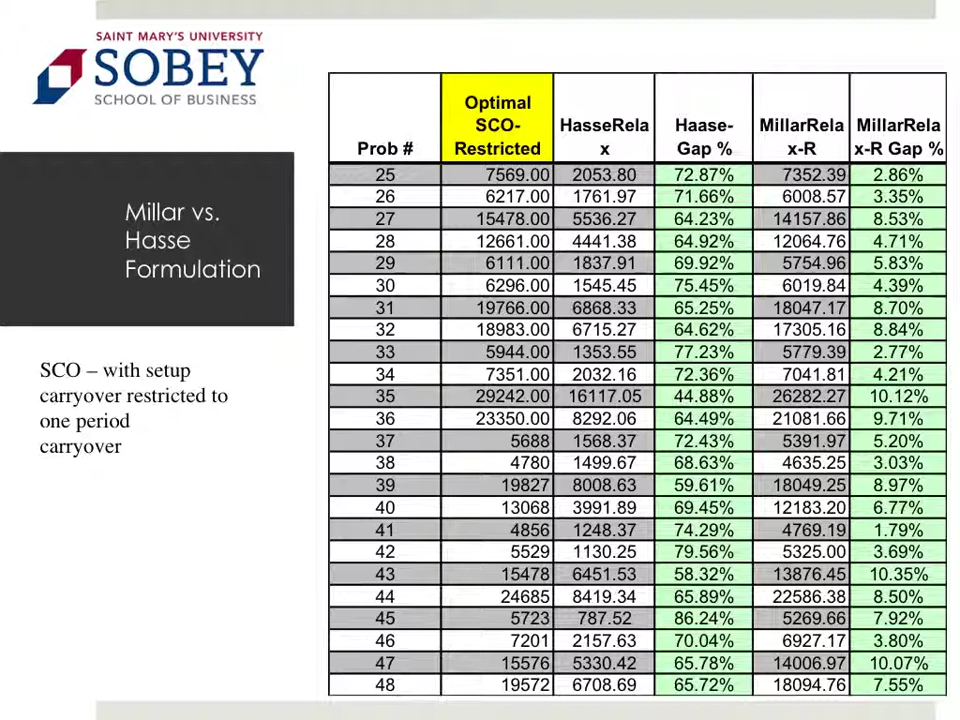 SAINT MARY'S UNIVERSITY
SOBEY
SCHOOL OF BUSINESS
Millar vs.
Hasse
Formulation
SCO – with setup
carryover restricted to
one period
carryover
Prob # Optimal SCO-Restricted HasseRelax Haase-Gap % MillarRelax-R MillarRelax-R Gap %
25 7569.00 2053.80 72.87% 7352.39 2.86%
26 6217.00 1761.97 71.66% 6008.57 3.35%
27 15478.00 5536.27 64.23% 14157.86 8.53%
28 12661.00 4441.38 64.92% 12064.76 4.71%
29 6111.00 1837.91 69.92% 5754.96 5.83%
30 6296.00 1545.45 75.45% 6019.84 4.39%
31 19766.00 6868.33 65.25% 18047.17 8.70%
32 18983.00 6715.27 64.62% 17305.16 8.84%
33 5944.00 1353.55 77.23% 5779.39 2.77%
34 7351.00 2032.16 72.36% 7041.81 4.21%
35 29242.00 16117.05 44.88% 26282.27 10.12%
36 23350.00 8292.06 64.49% 21081.66 9.71%
37 5688 1568.37 72.43% 5391.97 5.20%
38 4780 1499.67 68.63% 4635.25 3.03%
39 19827 8008.63 59.61% 18049.25 8.97%
40 13068 3991.89 69.45% 12183.20 6.77%
41 4856 1248.37 74.29% 4769.19 1.79%
42 5529 1130.25 79.56% 5325.00 3.69%
43 15478 6451.53 58.32% 13876.45 10.35%
44 24685 8419.34 65.89% 22586.38 8.50%
45 5723 787.52 86.24% 5269.66 7.92%
46 7201 2157.63 70.04% 6927.17 3.80%
47 15576 5330.42 65.78% 14006.97 10.07%
48 19572 6708.69 65.72% 18094.76 7.55%